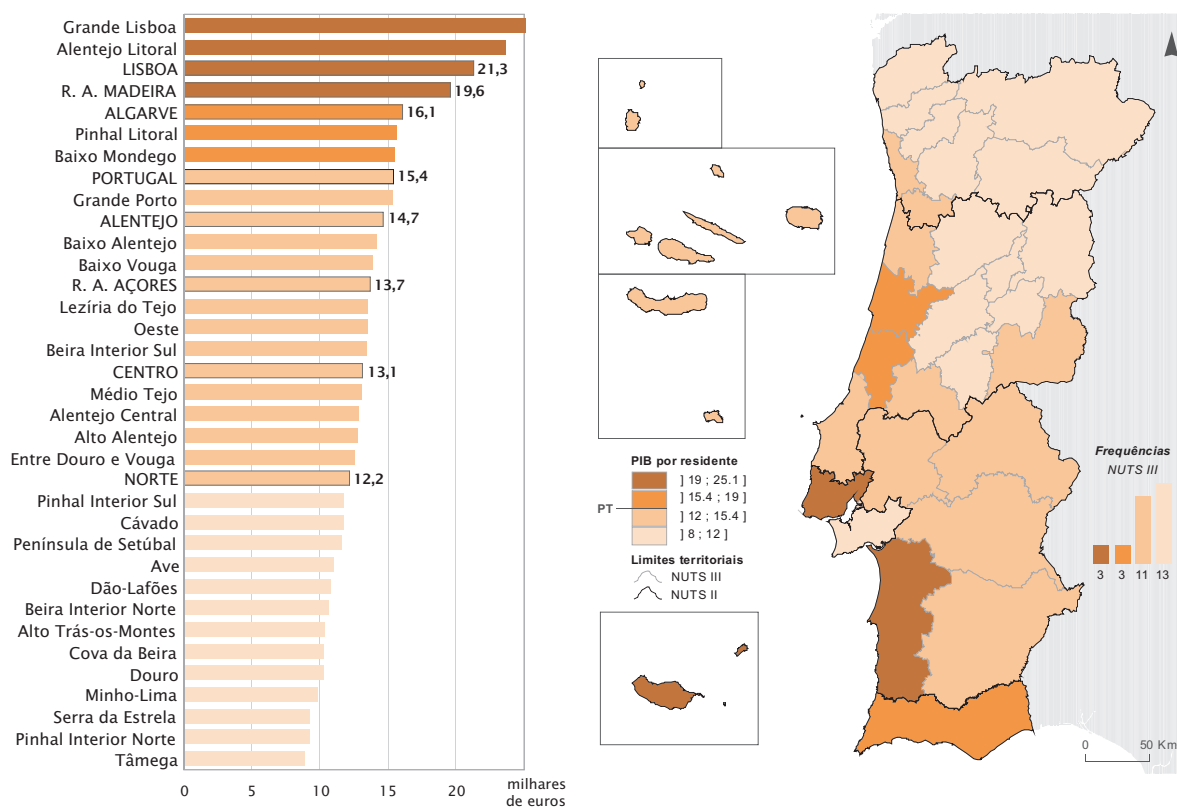 Grande Lisboa
Alentejo Litoral
LISBOA 21,3
R. A. MADEIRA 19,6
ALGARVE 16,1
Pinhal Litoral
Baixo Mondego
PORTUGAL 15,4
Grande Porto
ALENTEJO 14,7
Baixo Alentejo
Baixo Vouga
R. A. AÇORES 13,7
Lezíria do Tejo
Oeste
Beira Interior Sul
CENTRO 13,1
Médio Tejo
Alentejo Central
Alto Alentejo
Entre Douro e Vouga
NORTE 12,2
Pinhal Interior Sul
Cávado
Península de Setúbal
Ave
Dão-Lafões
Beira Interior Norte
Alto Trás-os-Montes
Cova da Beira
Douro
Minho-Lima
Serra da Estrela
Pinhal Interior Norte
Tâmega
0 5 10 15 20 milhares
de euros
PIB por residente
] 19 ; 25.1 ]
] 15.4 ; 19 ]
PT
] 12 ; 15.4 ]
] 8 ; 12 ]
Limites territoriais
NUTS III
NUTS II
Frequências
NUTS III
3 3 11 13
0 50 Km